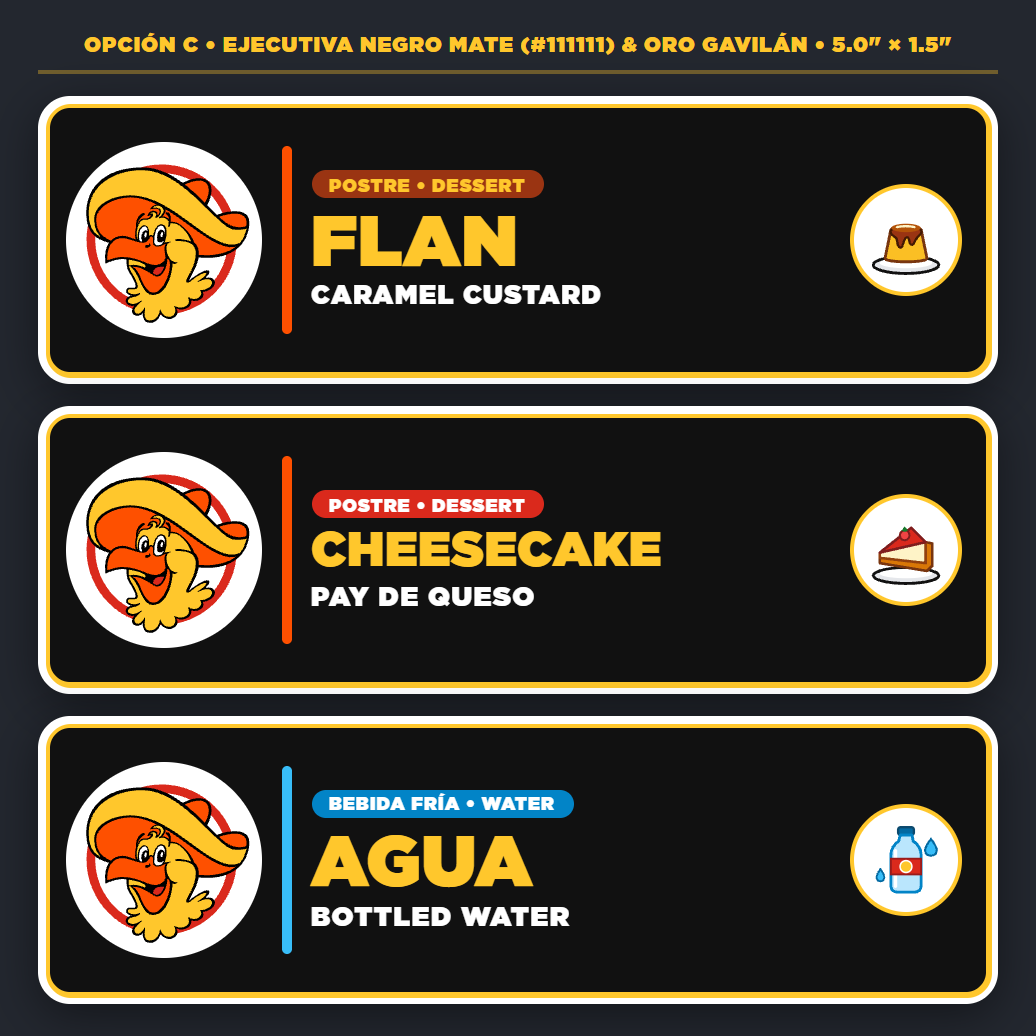 OPCIÓN C • EJECUTIVA NEGRO MATE (#111111) & ORO GAVILÁN • 5.0" × 1.5"
POSTRE • DESSERT
FLAN
CARAMEL CUSTARD
POSTRE • DESSERT
CHEESECAKE
PAY DE QUESO
BEBIDA FRÍA • WATER
AGUA
BOTTLED WATER